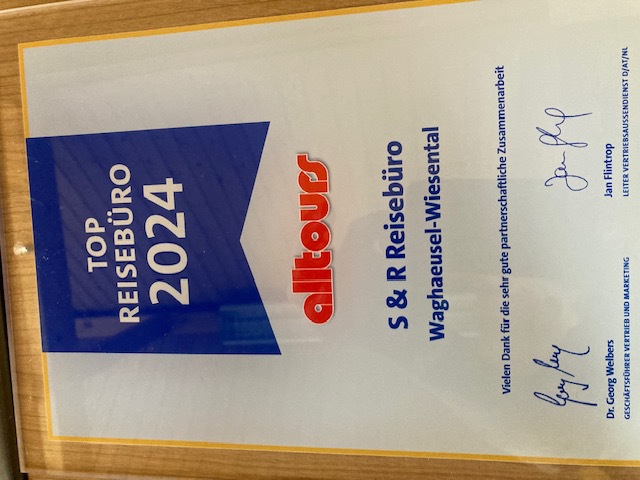 TOP
REISEBÜRO
2024
alltours
S & R Reisebüro
Waghaeusel-Wiesental
Vielen Dank für die sehr gute partnerschaftliche Zusammenarbeit
Dr. Georg Welbers
GESCHÄFTSFÜHRER VERTRIEB UND MARKETING
Jan Flintrop
LEITER VERTRIEBSAUSSENDIENST D/AT/NL